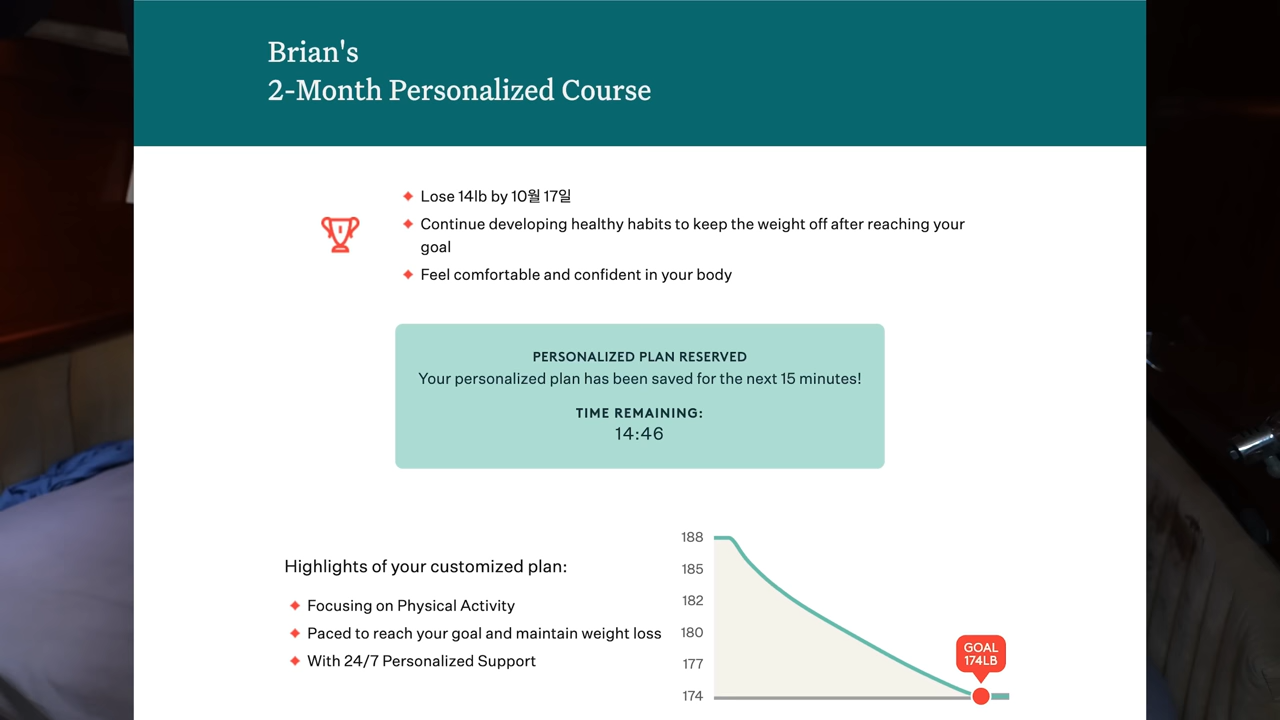 Brian's
2-Month Personalized Course
Lose 14lb by 10월 17일
Continue developing healthy habits to keep the weight off after reaching your
goal
Feel comfortable and confident in your body
PERSONALIZED PLAN RESERVED
Your personalized plan has been saved for the next 15 minutes!
TIME REMAINING:
14:46
Highlights of your customized plan:
Focusing on Physical Activity
Paced to reach your goal and maintain weight loss
With 24/7 Personalized Support
188
185
182
180
177
174
GOAL
174LB